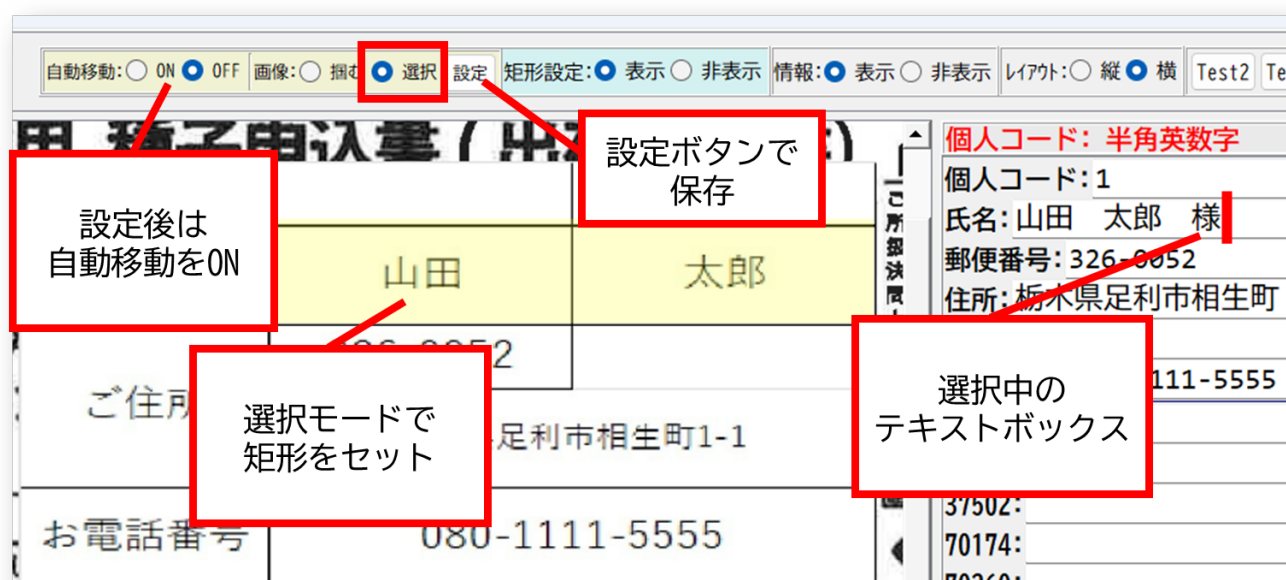 自動移動: ON OFF 画像: 掴む 選択 設定 矩形設定: 表示 非表示 情報: 表示 非表示 ﾚｲｱｳﾄ: 縦 横 Test2
用 種子申込書 (
設定ボタンで
保存
個人コード: 半角英数字
個人コード: 1
氏名: 山田 太郎 様
郵便番号: 326-0052
住所: 栃木県足利市相生町
設定後は
自動移動をON
山田 太郎
選択モードで
矩形をセット
ご住所
足利市相生町1-1
選択中の
テキストボックス
111-5555
お電話番号 080-1111-5555
37502:
70174: